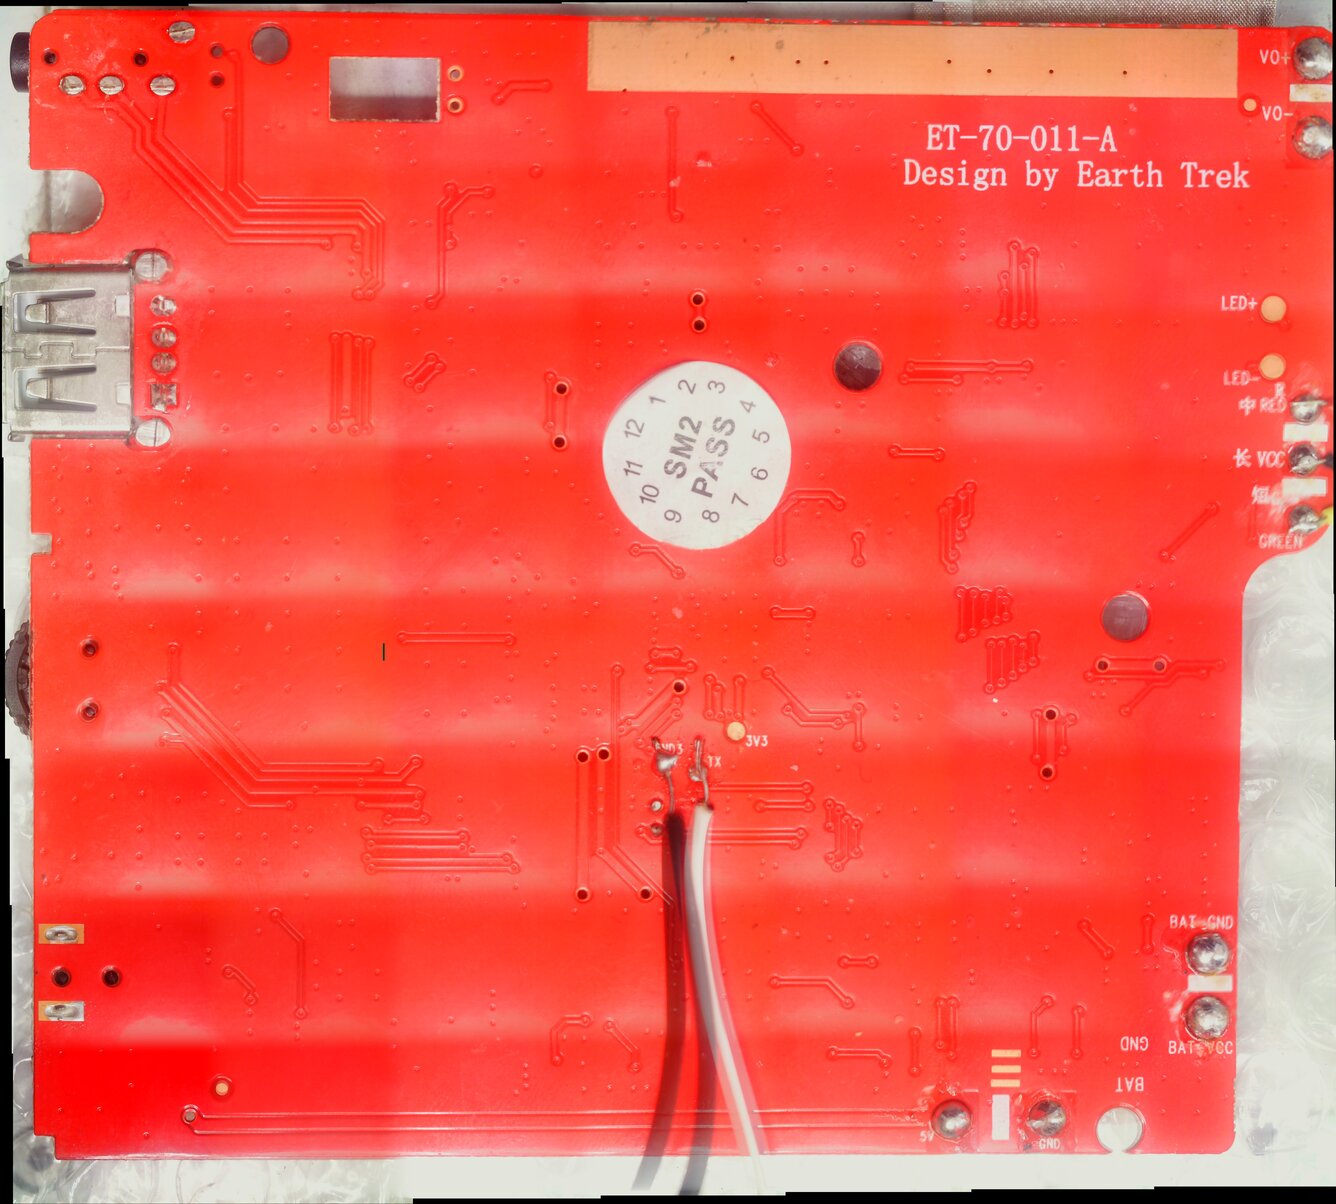 VO+
VO-
ET-70-011-A
Design by Earth Trek
LED+
LED-
R
中 RED
长 VCC
短
GREEN
1
2
3
4
5
6
7
8
9
10
11
12
SM2
PASS
3V3
TX
BAT-GND
GND
BAT-VCC
BAT
5V
GND